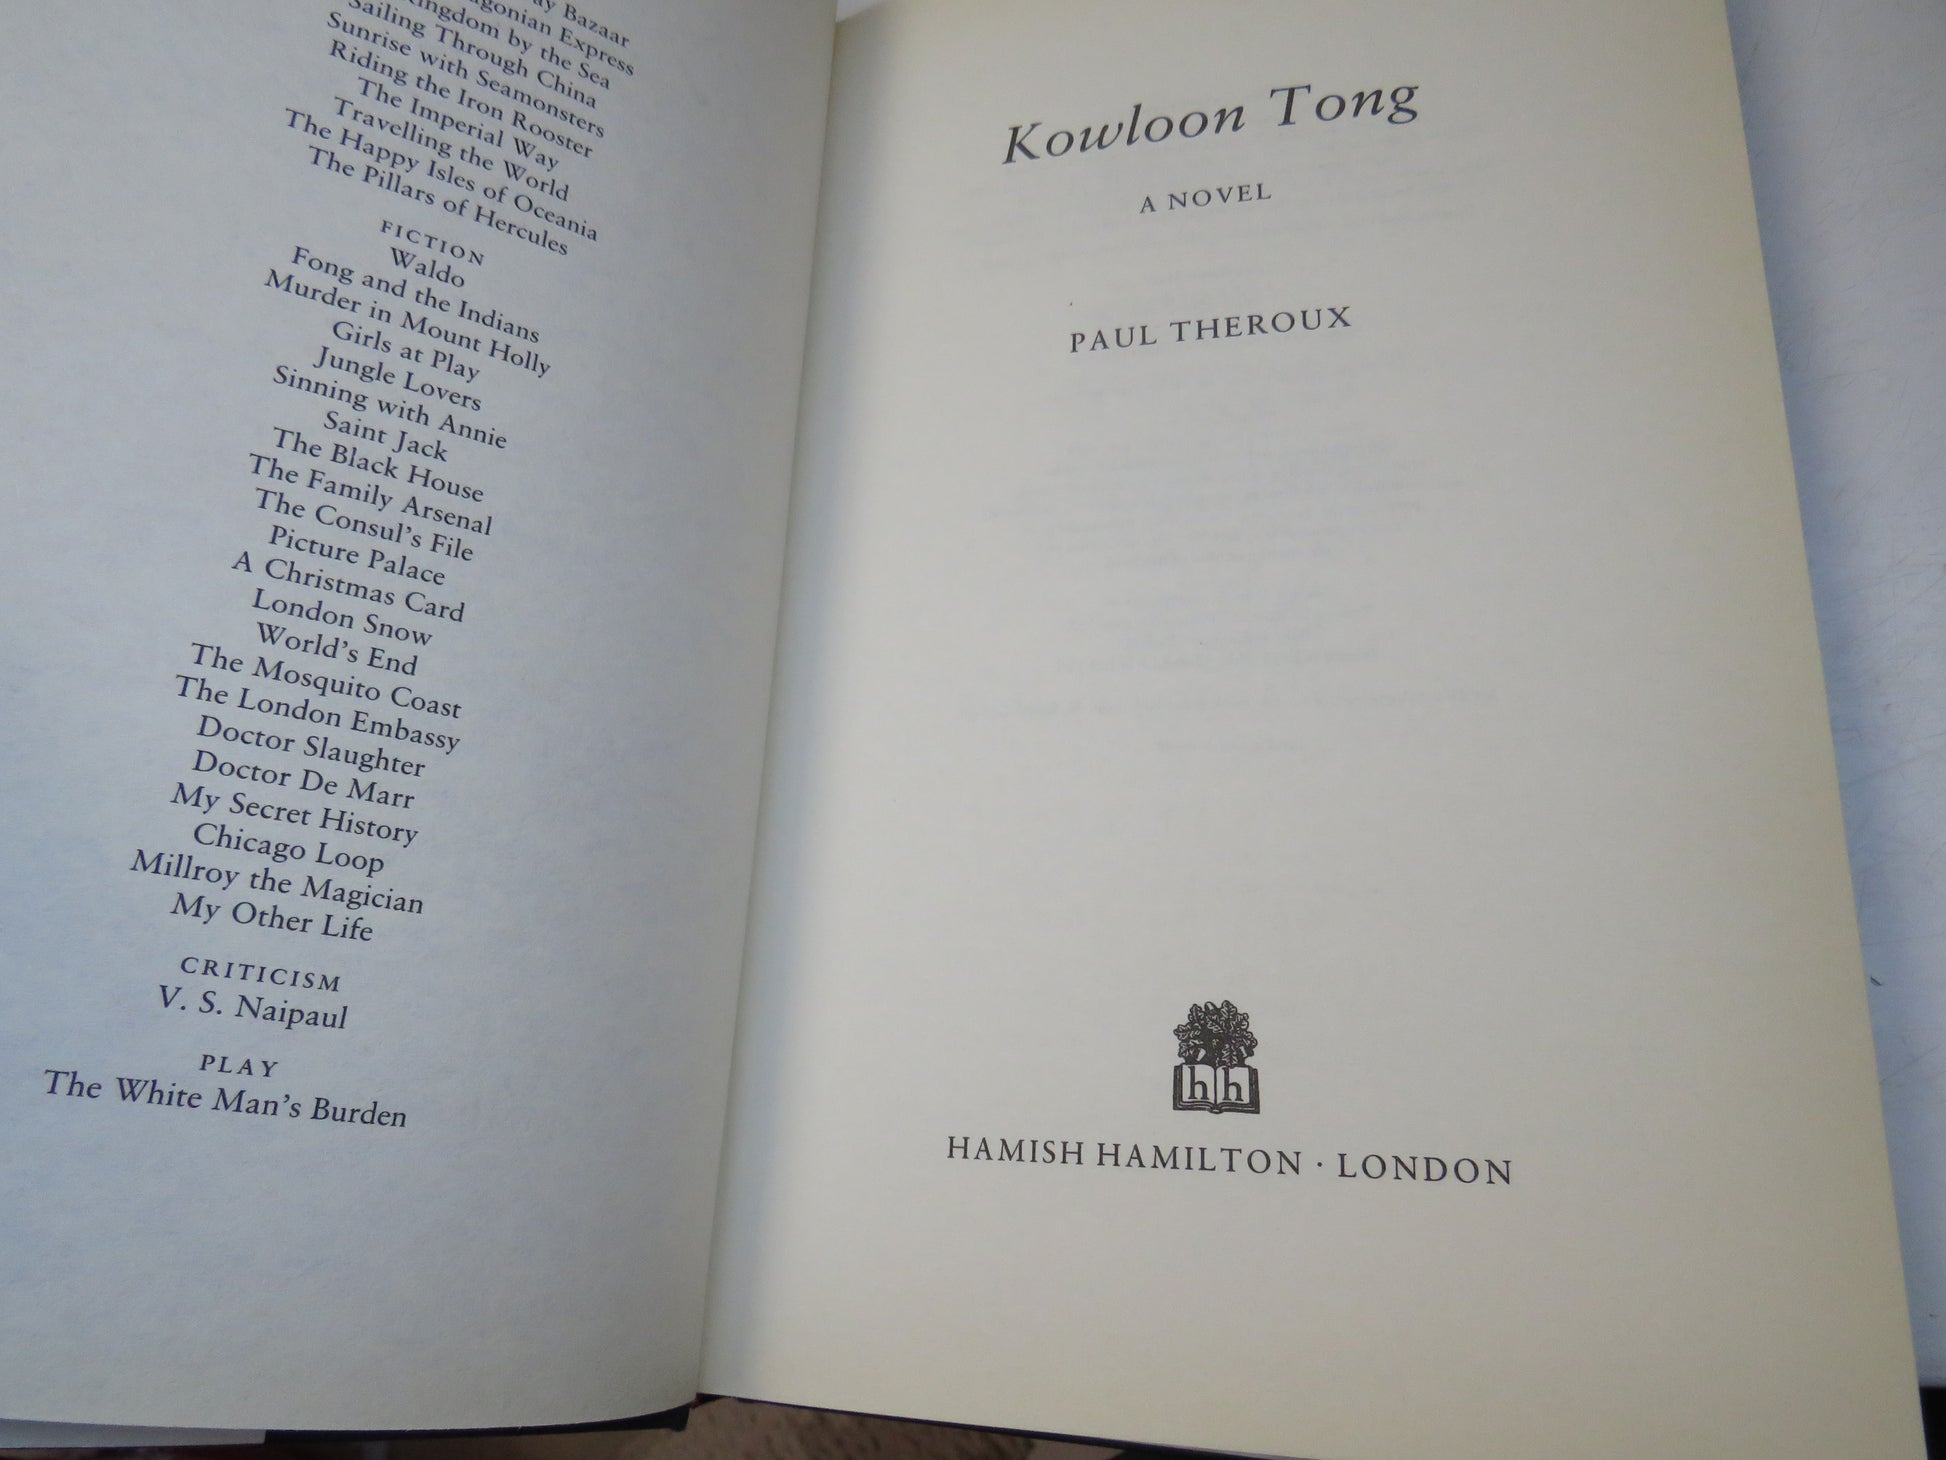 Bazaar
Express
by the Sea
Sailing Through China
Sunrise with Seamonsters
Riding the Iron Rooster
The Imperial Way
Travelling the World
The Happy Isles of Oceania
The Pillars of Hercules
FICTION
Waldo
Fong and the Indians
Murder in Mount Holly
Girls at Play
Jungle Lovers
Sinning with Annie
Saint Jack
The Black House
The Family Arsenal
The Consul's File
Picture Palace
A Christmas Card
London Snow
World's End
The Mosquito Coast
The London Embassy
Doctor Slaughter
Doctor De Marr
My Secret History
Chicago Loop
Millroy the Magician
My Other Life
CRITICISM
V. S. Naipaul
PLAY
The White Man's Burden
Kowloon Tong
A NOVEL
PAUL THEROUX
hh
HAMISH HAMILTON · LONDON